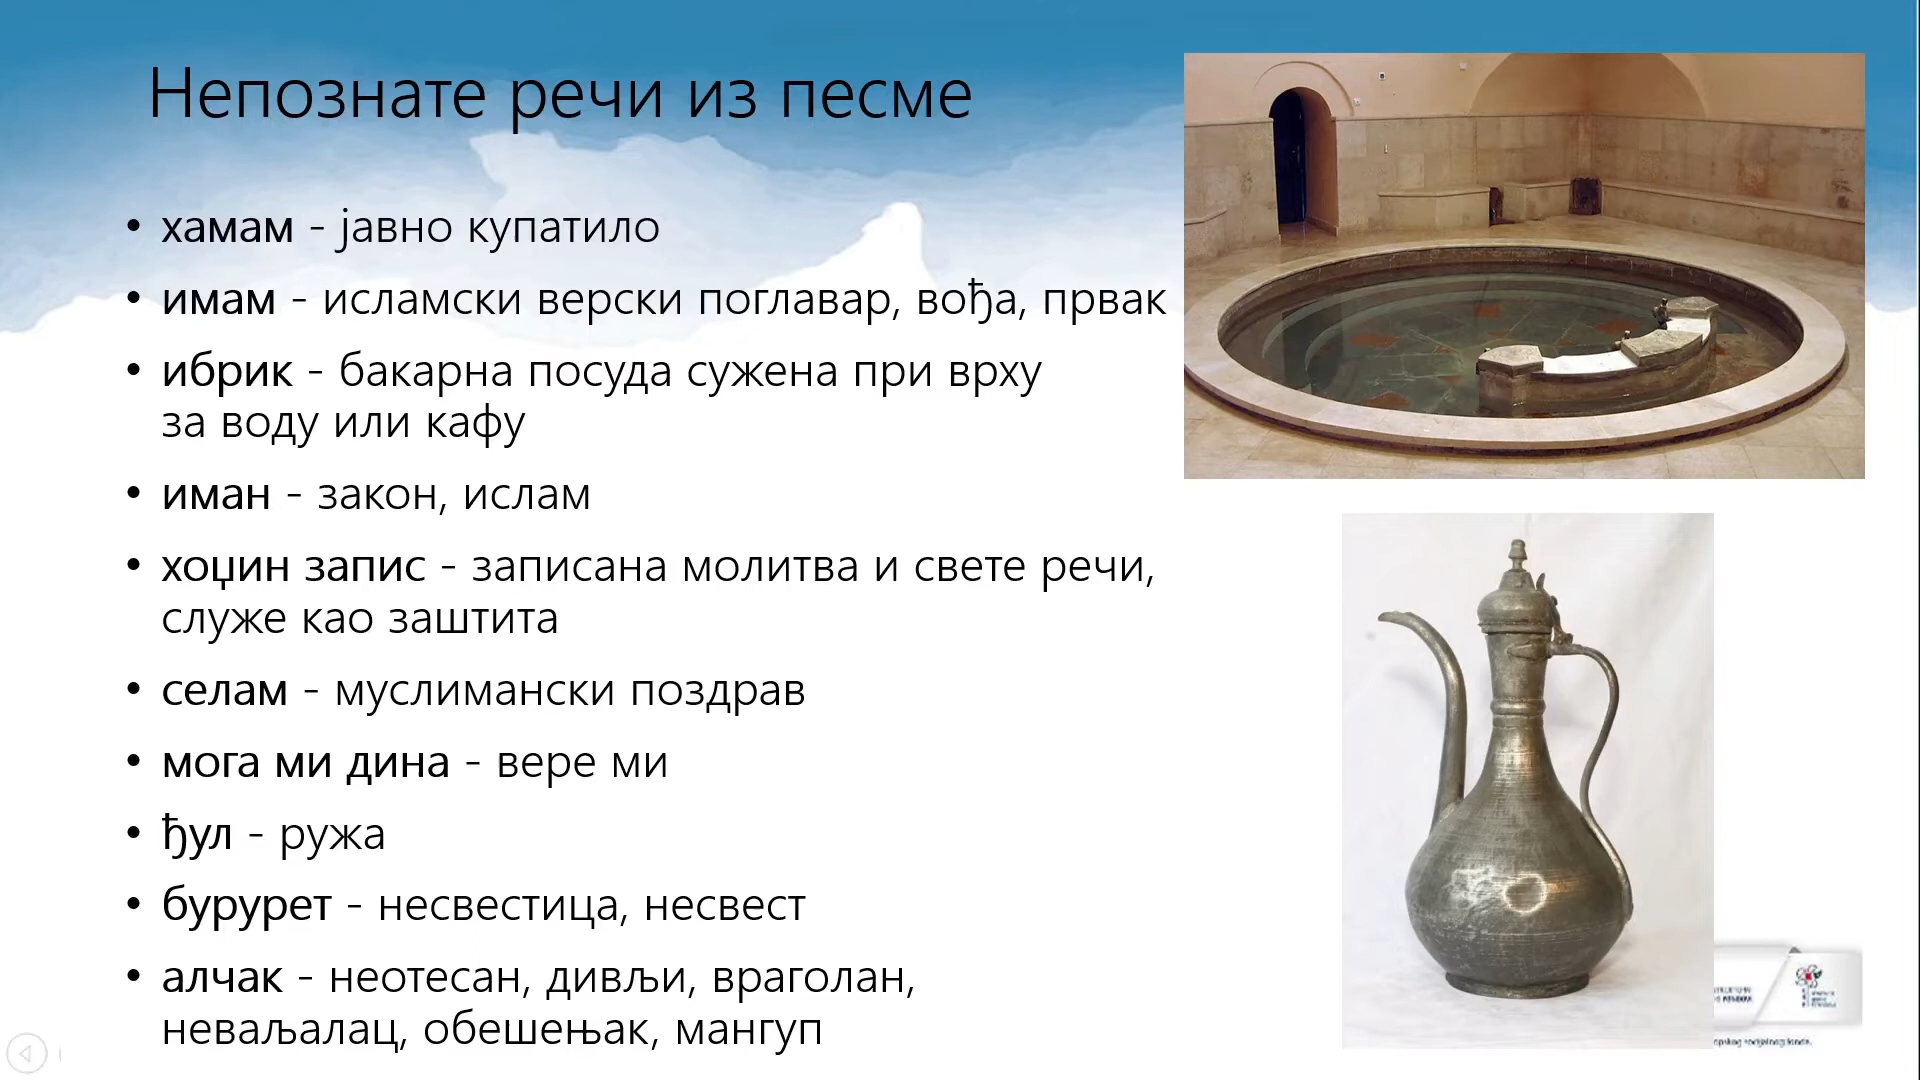 Непознате речи из песме
• хамам - јавно купатило
• имам - исламски верски поглавар, вођа, првак
• ибрик - бакарна посуда сужена при врху
за воду или кафу
• иман - закон, ислам
• хоџин запис - записана молитва и свете речи,
служе као заштита
• селам - муслимански поздрав
• мога ми дина - вере ми
• ђул - ружа
• бурурет - несвестица, несвест
• алчак - неотесан, дивљи, враголан,
неваљалац, обешењак, мангуп